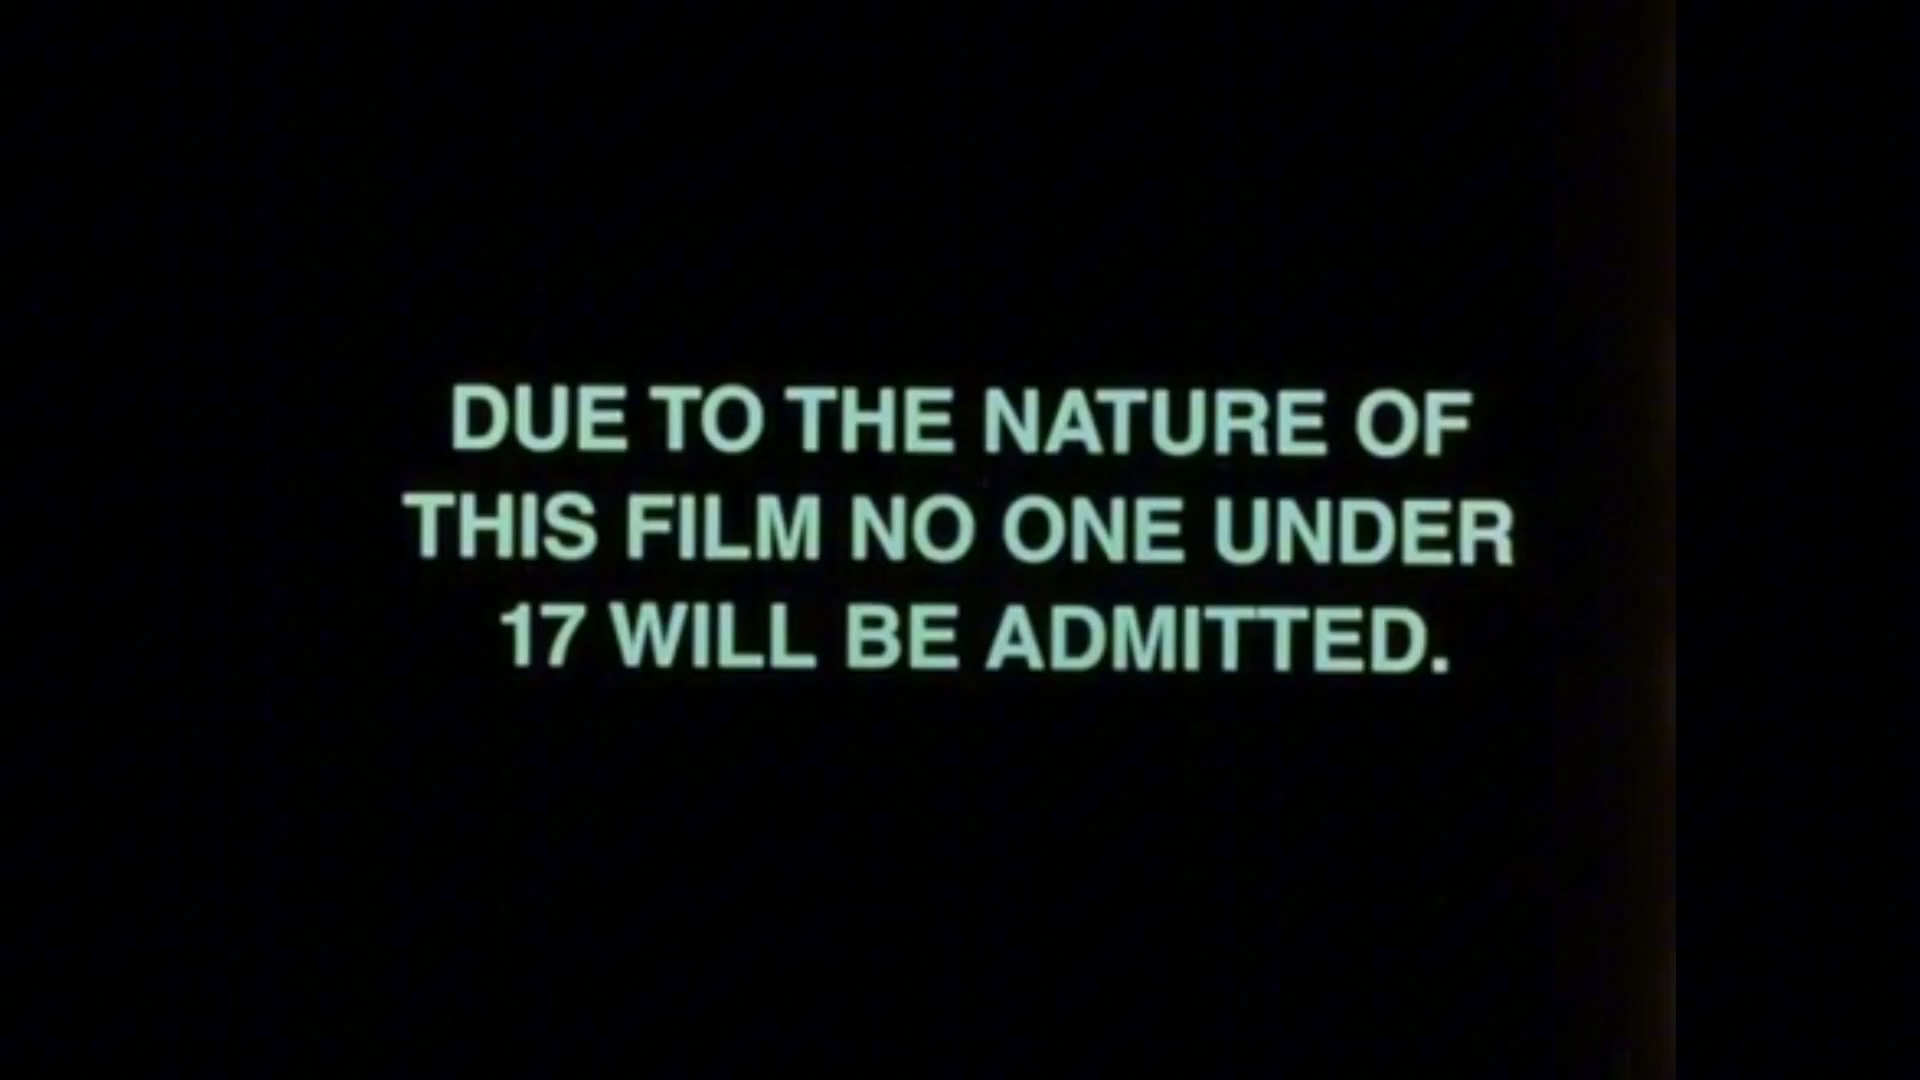 DUE TO THE NATURE OF
THIS FILM NO ONE UNDER
17 WILL BE ADMITTED.